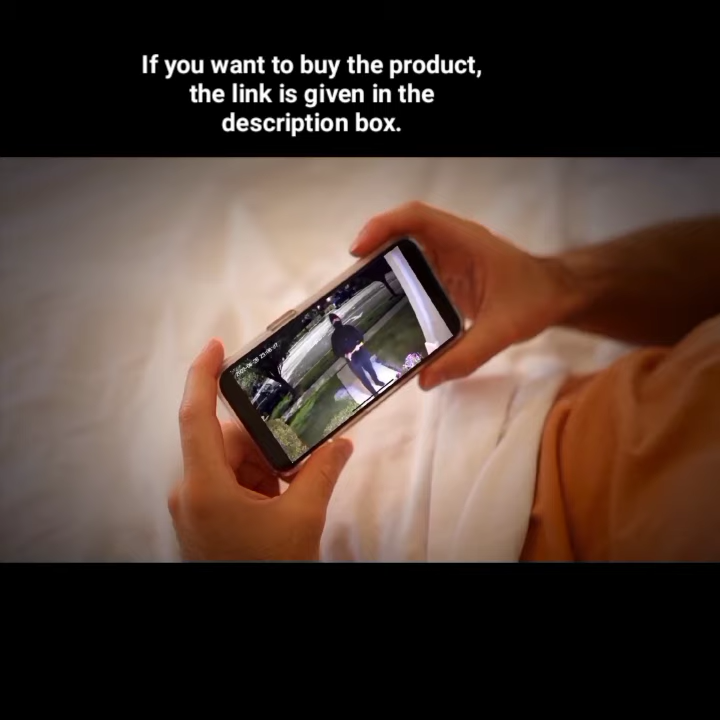 If you want to buy the product,
the link is given in the
description box.